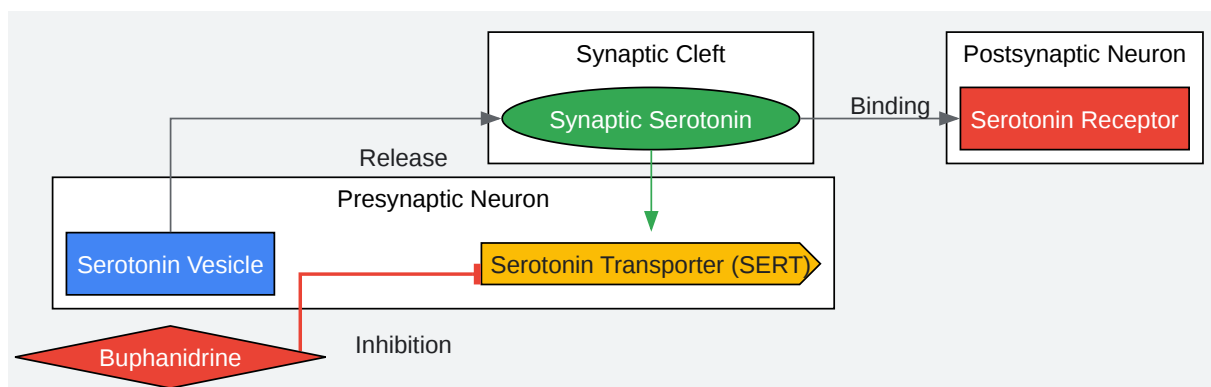 Synaptic Cleft
Postsynaptic Neuron
Synaptic Serotonin
Binding
Serotonin Receptor
Release
Presynaptic Neuron
Serotonin Vesicle
Serotonin Transporter (SERT)
Buphanidrine
Inhibition